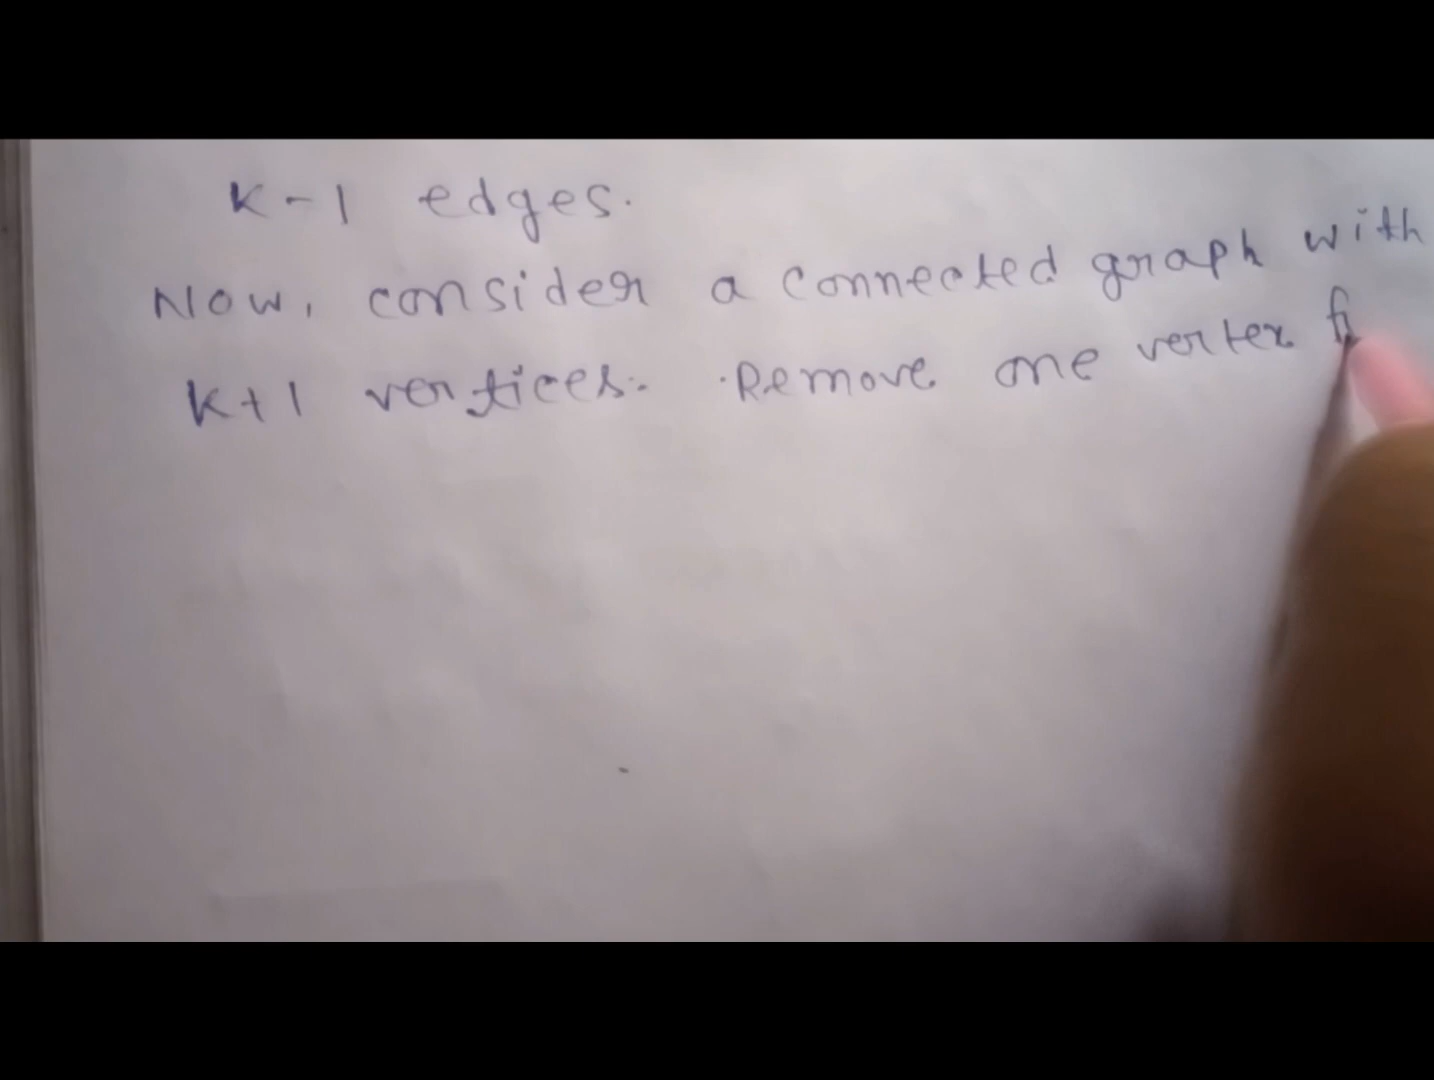 K-1 edges.
Now, consider a connected graph with
K+1 vertices. Remove one vertex